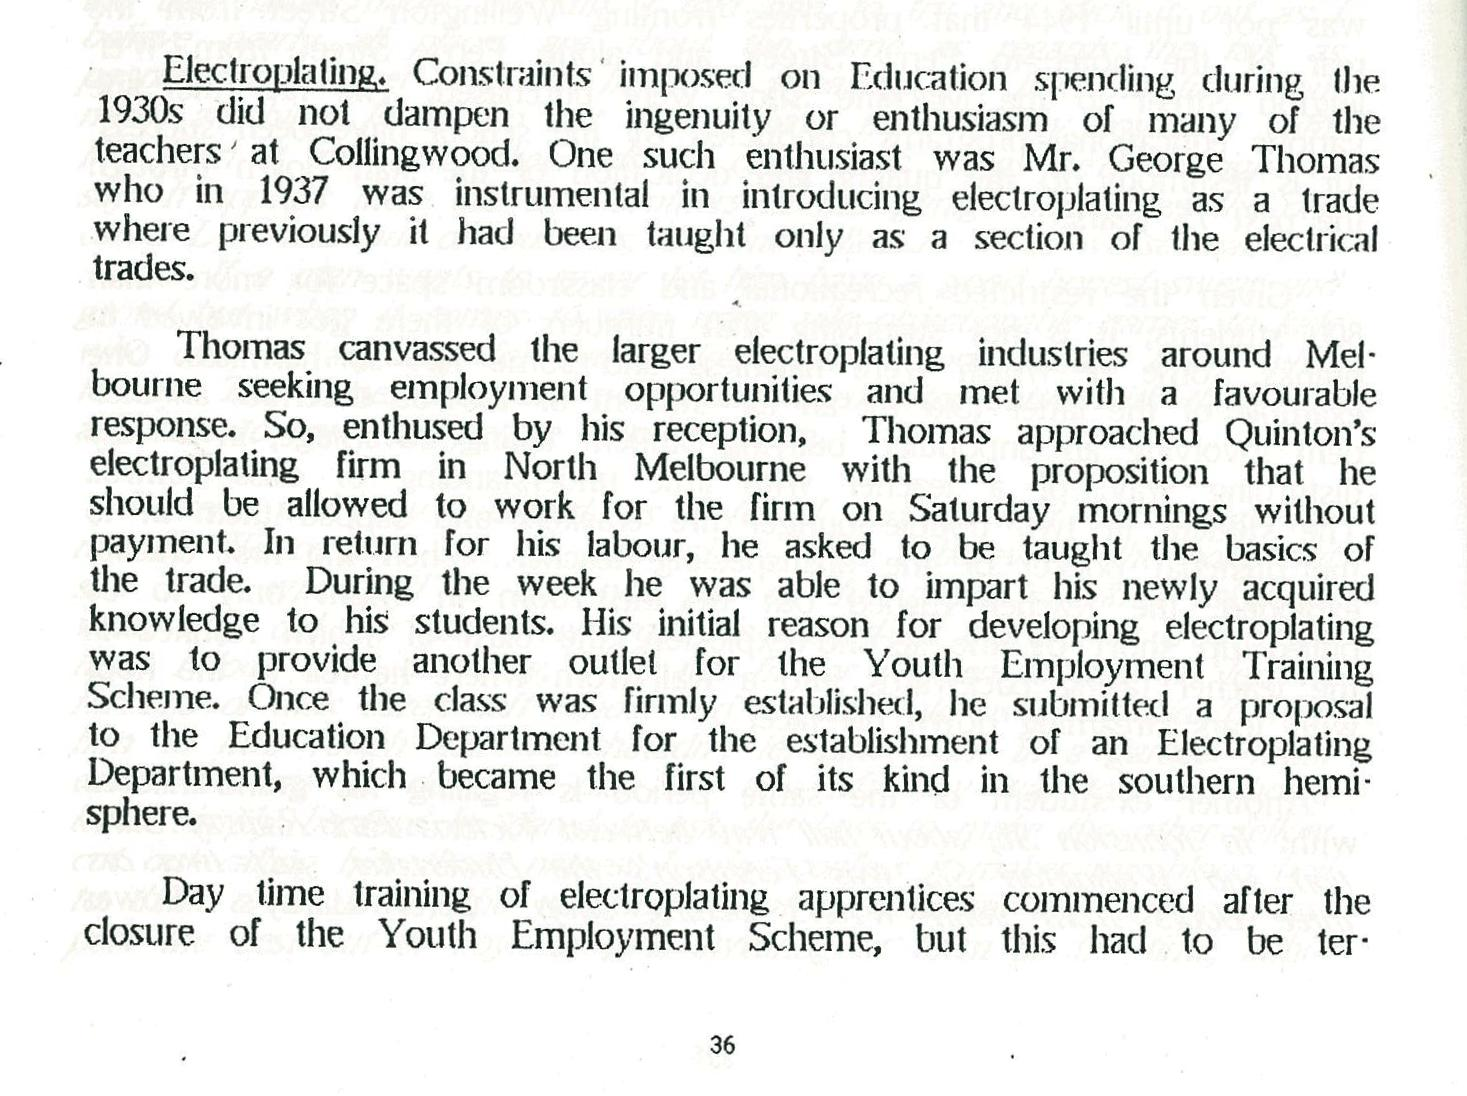 Electroplating. Constraints imposed on Education spending during the
1930s did not dampen the ingenuity or enthusiasm of many of the
teachers at Collingwood. One such enthusiast was Mr. George Thomas
who in 1937 was instrumental in introducing electroplating as a trade
where previously it had been taught only as a section of the electrical
trades.
Thomas canvassed the larger electroplating industries around Mel-
bourne seeking employment opportunities and met with a favourable
response. So, enthused by his reception, Thomas approached Quinton's
electroplating firm in North Melbourne with the proposition that he
should be allowed to work for the firm on Saturday mornings without
payment. In return for his labour, he asked to be taught the basics of
the trade. During the week he was able to impart his newly acquired
knowledge to his students. His initial reason for developing electroplating
was to provide another outlet for the Youth Employment Training
Scheme. Once the class was firmly established, he submitted a proposal
to the Education Department for the establishment of an Electroplating
Department, which became the first of its kind in the southern hemi-
sphere.
Day time training of electroplating apprentices commenced after the
closure of the Youth Employment Scheme, but this had to be ter-
36